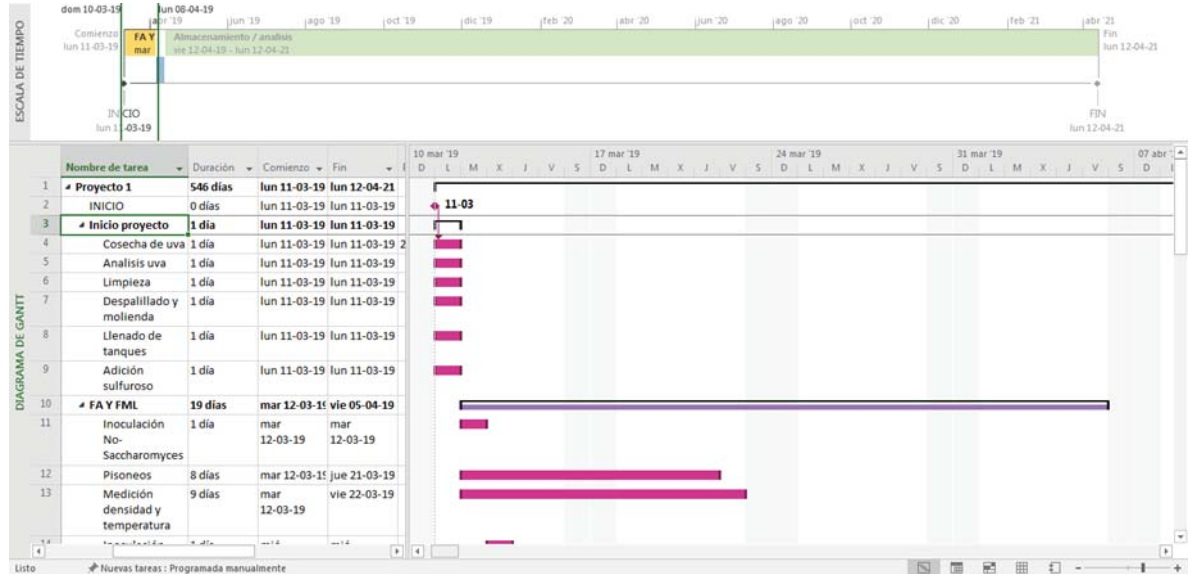 dom 10-03-19 lun 08-04-19
abr '19 jun '19 ago '19 oct '19 dic '19 feb '20 abr '20 jun '20 ago '20 oct '20 dic '20 feb '21 abr '21
Comienzo
lun 11-03-19
FA Y
mar
Almacenamiento / analisis
vie 12-04-19 - lun 12-04-21
Fin
lun 12-04-21
ESCALA DE TIEMPO
INICIO
lun 11-03-19
FIN
lun 12-04-21
10 mar '19 17 mar '19 24 mar '19 31 mar '19 07 abr
Nombre de tarea Duración Comienzo Fin D L M X J V S D L M X J V S D L M X J V S D L M X J V S D
1 Proyecto 1 546 días lun 11-03-19 lun 12-04-21
2 INICIO 0 días lun 11-03-19 lun 11-03-19 11-03
3 Inicio proyecto 1 día lun 11-03-19 lun 11-03-19
4 Cosecha de uva 1 día lun 11-03-19 lun 11-03-19 2
5 Analisis uva 1 día lun 11-03-19 lun 11-03-19
6 Limpieza 1 día lun 11-03-19 lun 11-03-19
7 Despalillado y 1 día lun 11-03-19 lun 11-03-19
molienda
8 Llenado de 1 día lun 11-03-19 lun 11-03-19
tanques
9 Adición 1 día lun 11-03-19 lun 11-03-19
sulfuroso
DIAGRAMA DE GANTT
10 FA Y FML 19 días mar 12-03-19 vie 05-04-19
11 Inoculación 1 día mar mar
No- 12-03-19 12-03-19
Saccharomyces
12 Pisoneos 8 días mar 12-03-19 jue 21-03-19
13 Medición 9 días mar vie 22-03-19
densidad y 12-03-19
temperatura
Listo Nuevas tareas : Programada manualmente